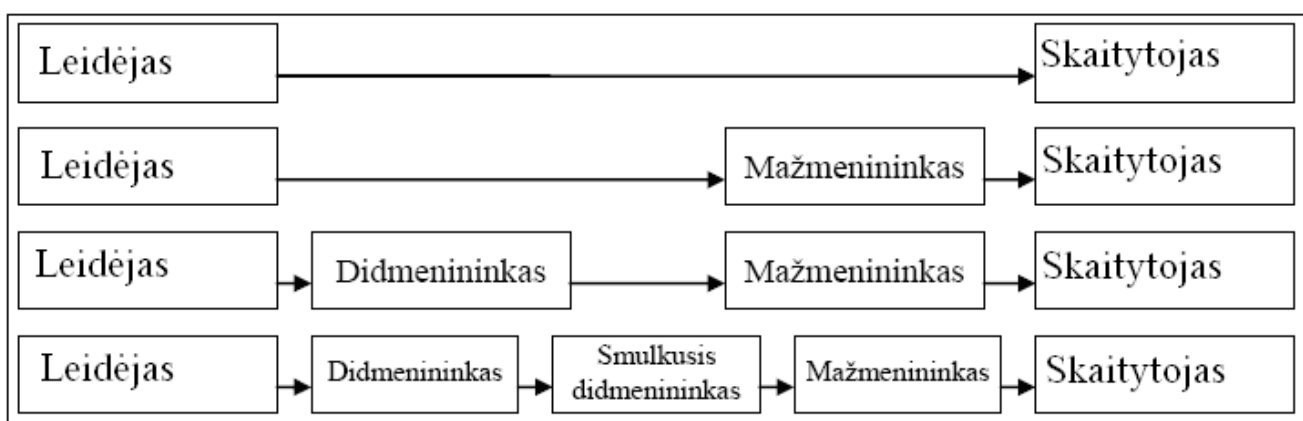 Leidėjas Skaitytojas
Leidėjas Mažmenininkas Skaitytojas
Leidėjas Didmenininkas Mažmenininkas Skaitytojas
Leidėjas Didmenininkas Smulkusis didmenininkas Mažmenininkas Skaitytojas